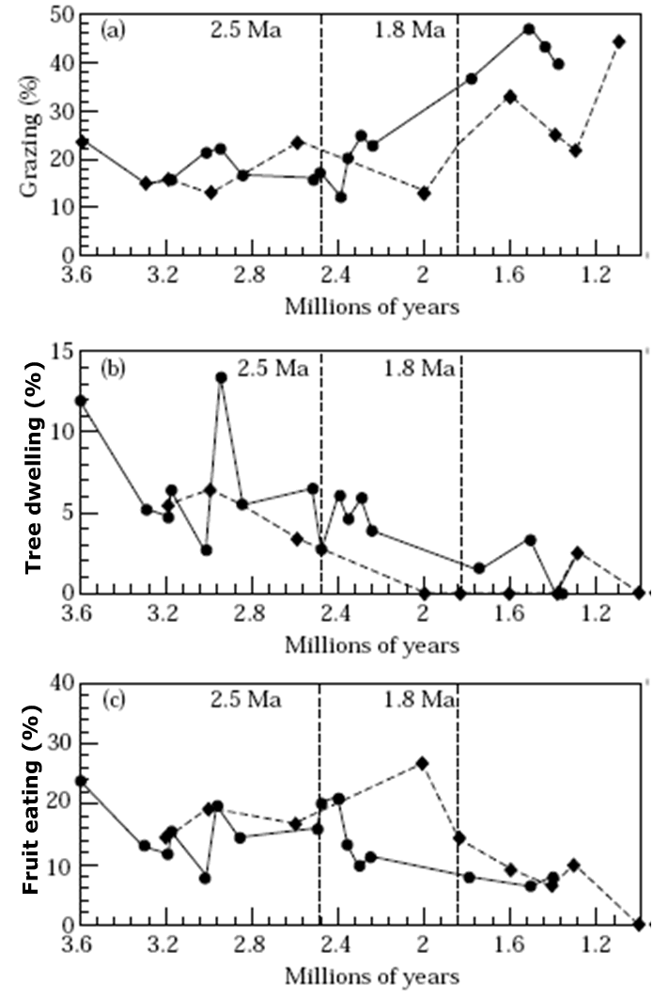 50
(a)
2.5 Ma
1.8 Ma
40
30
20
10
0
Grazing (%)
3.6
3.2
2.8
2.4
2
1.6
1.2
Millions of years
15
(b)
2.5 Ma
1.8 Ma
10
5
0
Tree dwelling (%)
3.6
3.2
2.8
2.4
2
1.6
1.2
Millions of years
40
(c)
2.5 Ma
1.8 Ma
30
20
10
0
Fruit eating (%)
3.6
3.2
2.8
2.4
2
1.6
1.2
Millions of years